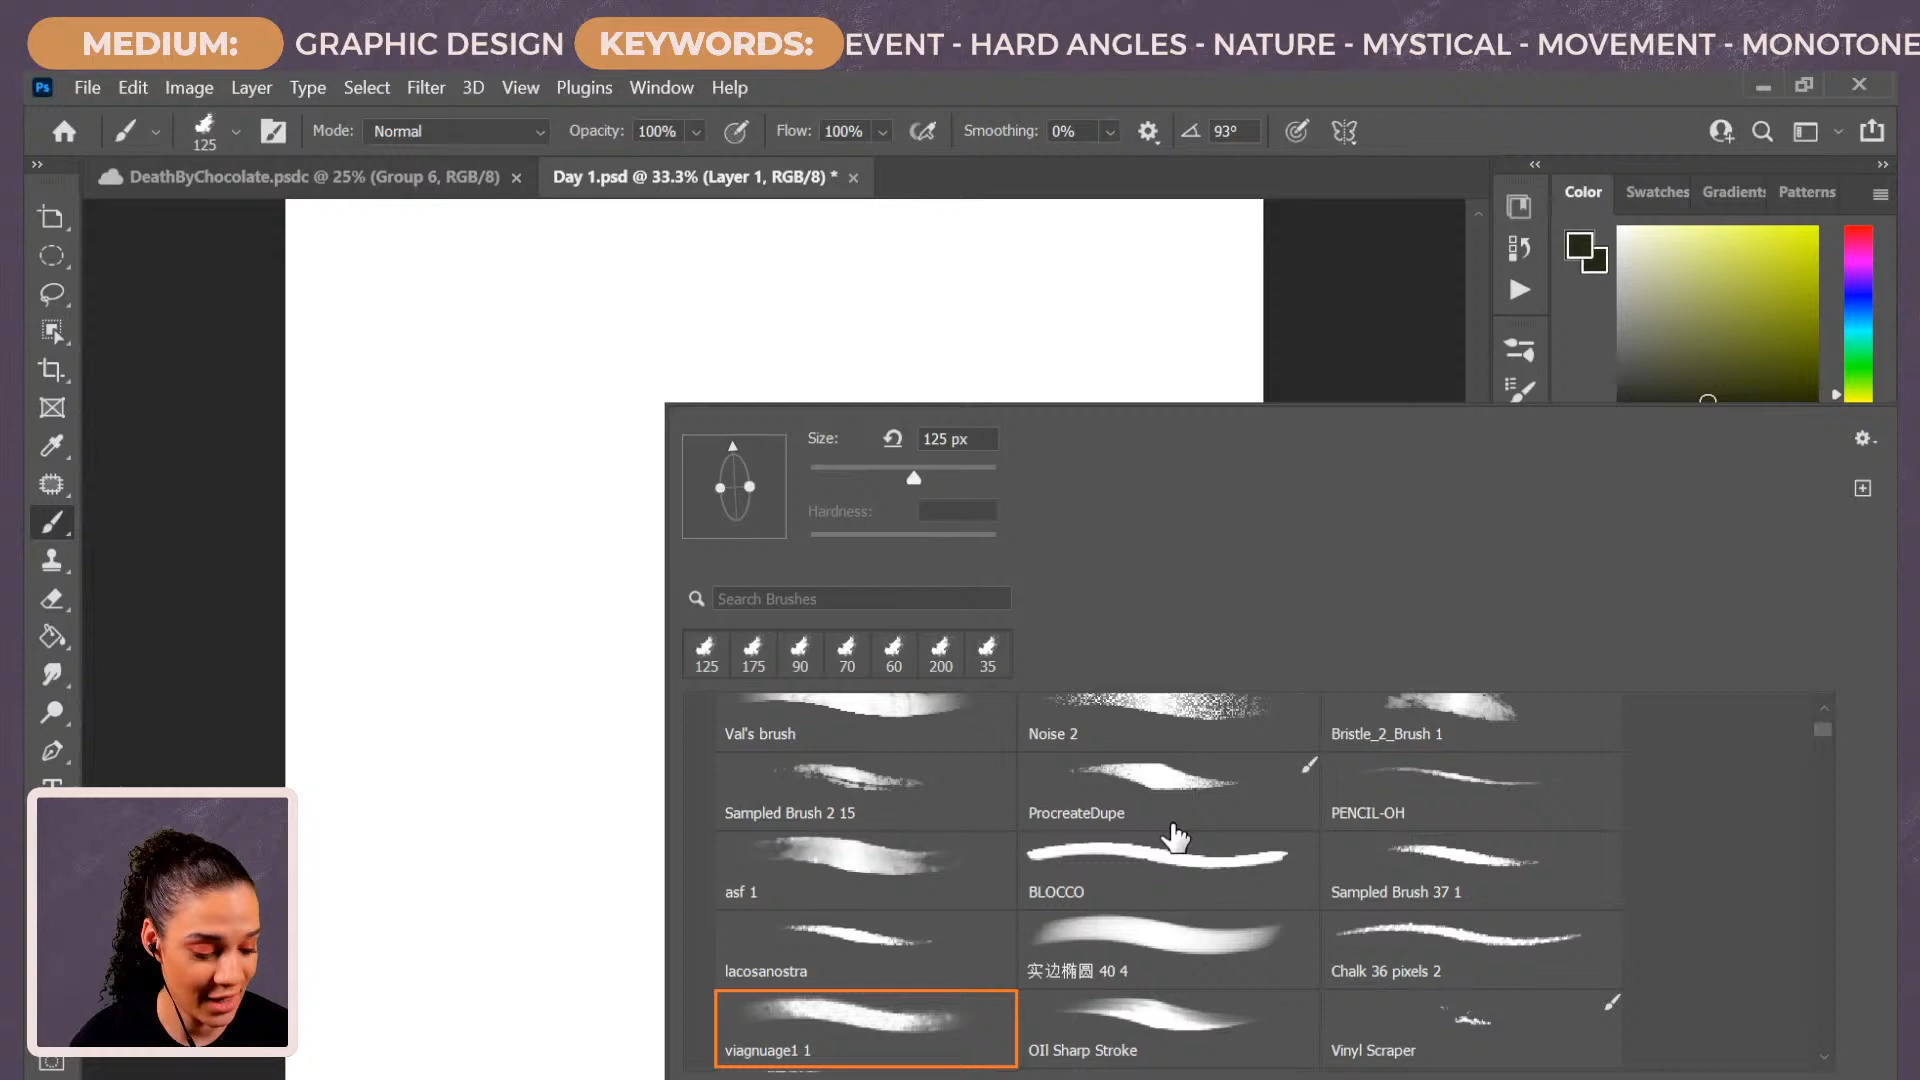 MEDIUM: GRAPHIC DESIGN KEYWORDS: EVENT - HARD ANGLES - NATURE - MYSTICAL - MOVEMENT - MONOTONE
Ps File Edit Image Layer Type Select Filter 3D View Plugins Window Help
125 Mode: Normal Opacity: 100% Flow: 100% Smoothing: 0% 93°
DeathByChocolate.psdc @ 25% (Group 6, RGB/8) Day 1.psd @ 33.3% (Layer 1, RGB/8) *
Color Swatches Gradients Patterns
Size: 125 px
Hardness:
Search Brushes
125 175 90 70 60 200 35
Val's brush Noise 2 Bristle_2_Brush 1
Sampled Brush 2 15 ProcreateDupe PENCIL-OH
asf 1 BLOCCO Sampled Brush 37 1
lacosanostra 实边椭圆 40 4 Chalk 36 pixels 2
viagnuage1 1 OIl Sharp Stroke Vinyl Scraper